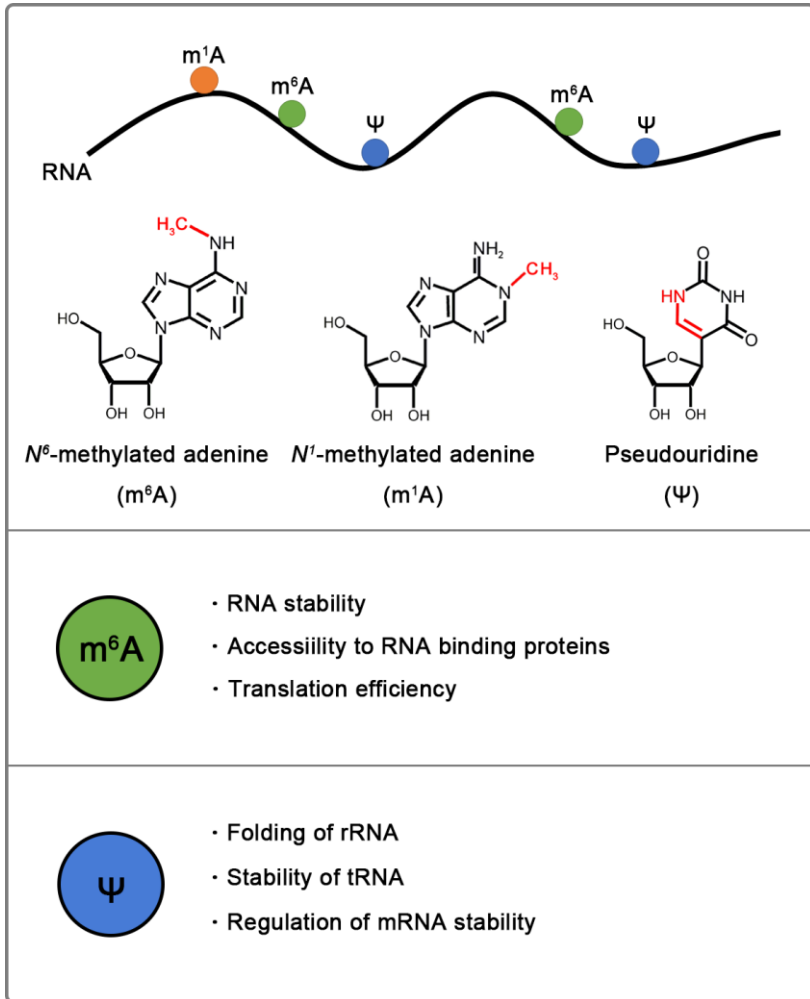 m¹A
m⁶A
Ψ
m⁶A
Ψ
RNA
H₃C
NH
N
N
N
N
HO
O
OH
OH
NH₂
CH₃
N
N
N
N
HO
O
OH
OH
O
HN
NH
O
HO
O
OH
OH
N⁶-methylated adenine
(m⁶A)
N¹-methylated adenine
(m¹A)
Pseudouridine
(Ψ)
m⁶A
· RNA stability
· Accessiility to RNA binding proteins
· Translation efficiency
Ψ
· Folding of rRNA
· Stability of tRNA
· Regulation of mRNA stability